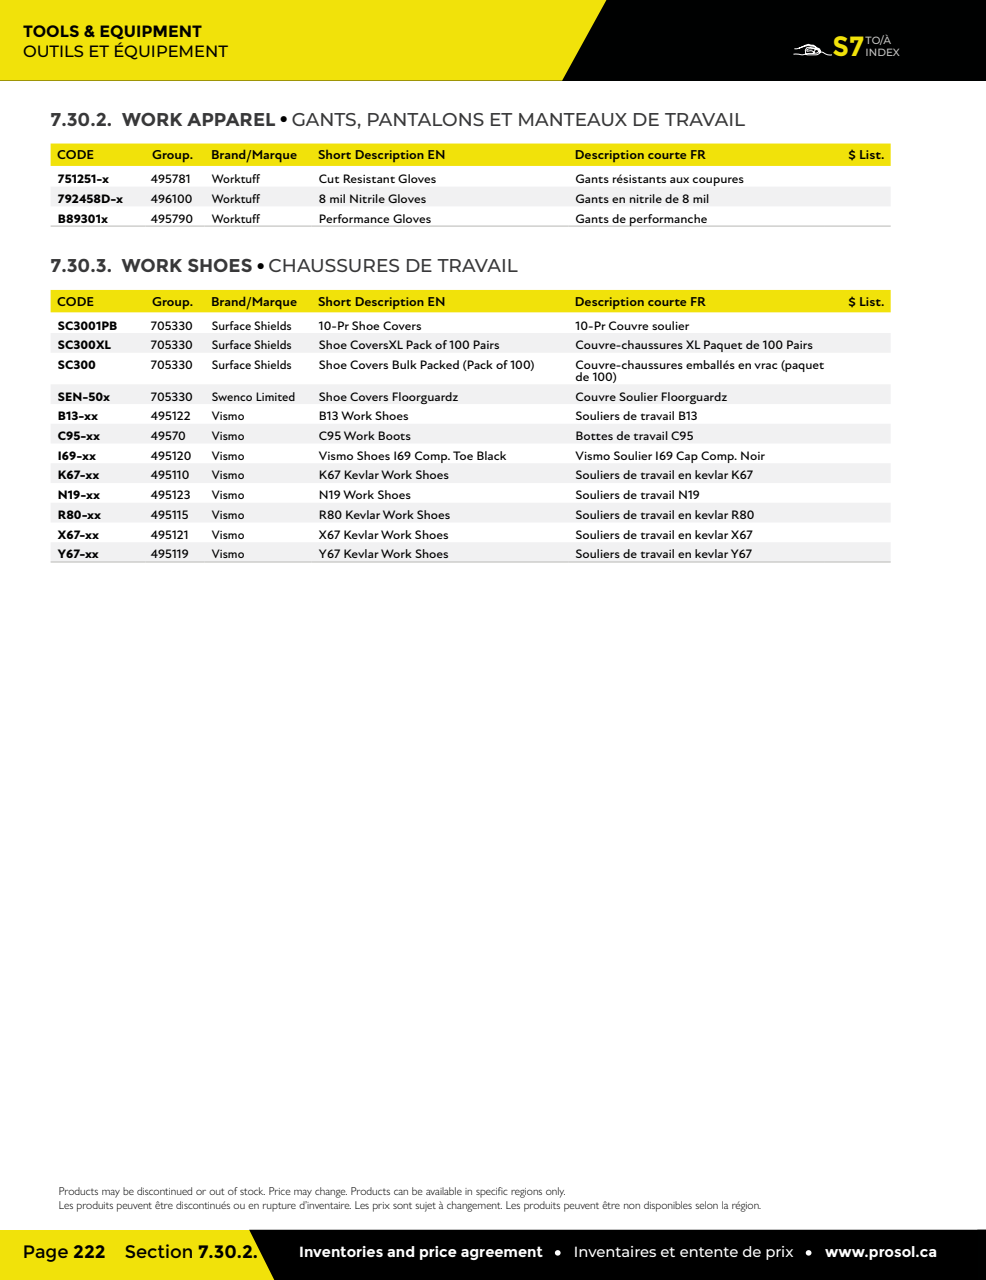 TOOLS & EQUIPMENT
OUTILS ET ÉQUIPEMENT
S7 TO/À INDEX
7.30.2. WORK APPAREL • GANTS, PANTALONS ET MANTEAUX DE TRAVAIL
CODE Group. Brand/Marque Short Description EN Description courte FR $ List.
751251-x 495781 Worktuff Cut Resistant Gloves Gants résistants aux coupures
792458D-x 496100 Worktuff 8 mil Nitrile Gloves Gants en nitrile de 8 mil
B89301x 495790 Worktuff Performance Gloves Gants de performanche
7.30.3. WORK SHOES • CHAUSSURES DE TRAVAIL
CODE Group. Brand/Marque Short Description EN Description courte FR $ List.
SC3001PB 705330 Surface Shields 10-Pr Shoe Covers 10-Pr Couvre soulier
SC300XL 705330 Surface Shields Shoe CoversXL Pack of 100 Pairs Couvre-chaussures XL Paquet de 100 Pairs
SC300 705330 Surface Shields Shoe Covers Bulk Packed (Pack of 100) Couvre-chaussures emballés en vrac (paquet
de 100)
SEN-50x 705330 Swenco Limited Shoe Covers Floorguardz Couvre Soulier Floorguardz
B13-xx 495122 Vismo B13 Work Shoes Souliers de travail B13
C95-xx 49570 Vismo C95 Work Boots Bottes de travail C95
I69-xx 495120 Vismo Vismo Shoes I69 Comp. Toe Black Vismo Soulier I69 Cap Comp. Noir
K67-xx 495110 Vismo K67 Kevlar Work Shoes Souliers de travail en kevlar K67
N19-xx 495123 Vismo N19 Work Shoes Souliers de travail N19
R80-xx 495115 Vismo R80 Kevlar Work Shoes Souliers de travail en kevlar R80
X67-xx 495121 Vismo X67 Kevlar Work Shoes Souliers de travail en kevlar X67
Y67-xx 495119 Vismo Y67 Kevlar Work Shoes Souliers de travail en kevlar Y67
Products may be discontinued or out of stock. Price may change. Products can be available in specific regions only.
Les produits peuvent être discontinués ou en rupture d'inventaire. Les prix sont sujet à changement. Les produits peuvent être non disponibles selon la région.
Page 222 Section 7.30.2. Inventories and price agreement • Inventaires et entente de prix • www.prosol.ca